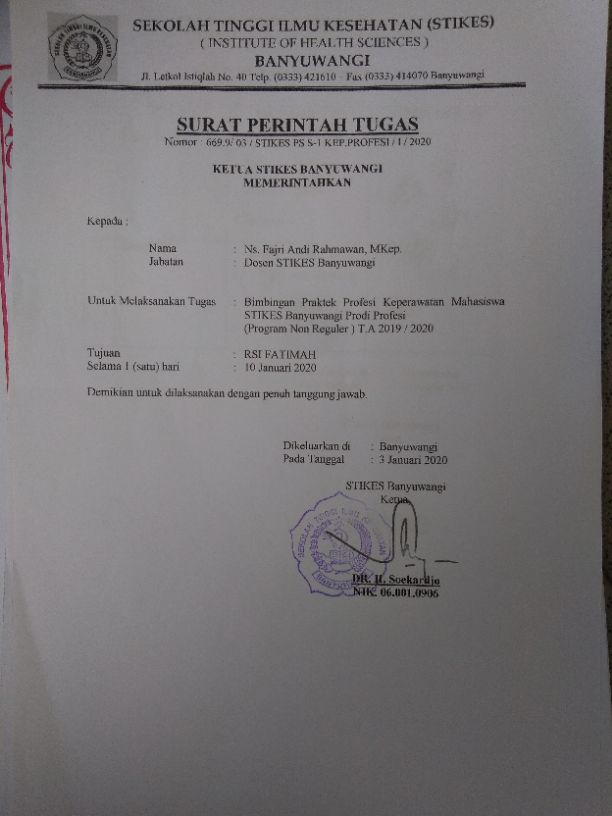 SEKOLAH TINGGI ILMU KESEHATAN (STIKES)
( INSTITUTE OF HEALTH SCIENCES )
BANYUWANGI
Jl. Letkol Istiqlah No. 40 Telp. (0333) 421610 – Fax (0333) 414070 Banyuwangi
SURAT PERINTAH TUGAS
Nomor : 669.9/ 03 / STIKES PS S-1 KEP.PROFESI / I / 2020
KETUA STIKES BANYUWANGI
MEMERINTAHKAN
Kepada :
Nama : Ns. Fajri Andi Rahmawan, MKep.
Jabatan : Dosen STIKES Banyuwangi
Untuk Melaksanakan Tugas : Bimbingan Praktek Profesi Keperawatan Mahasiswa
STIKES Banyuwangi Prodi Profesi
(Program Non Reguler ) T.A 2019 / 2020
Tujuan : RSI FATIMAH
Selama 1 (satu) hari : 10 Januari 2020
Demikian untuk dilaksanakan dengan penuh tanggung jawab.
Dikeluarkan di : Banyuwangi
Pada Tanggal : 3 Januari 2020
STIKES Banyuwangi
Ketua
SEKOLAH TINGGI ILMU KESEHATAN
DR. H. Soekardjo
NIK. 06.001.0906